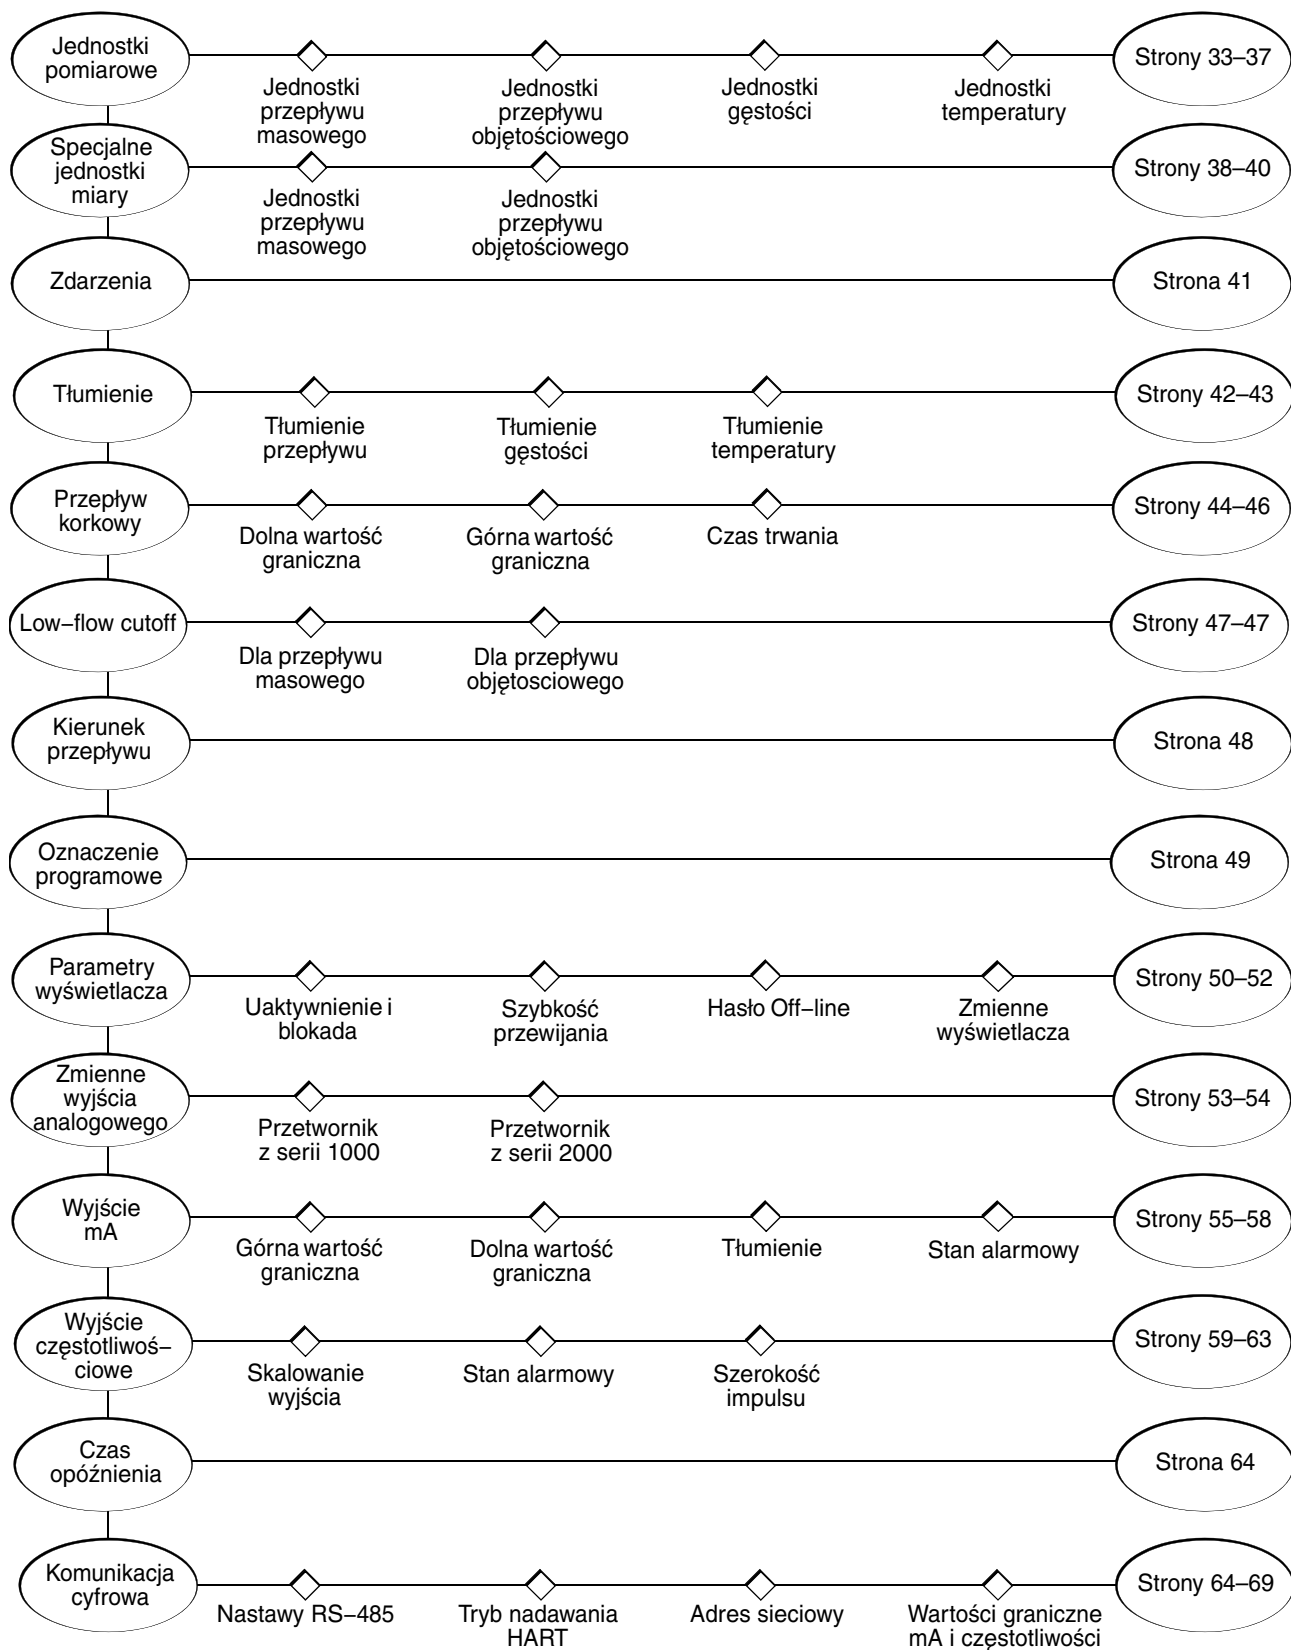 Jednostki
pomiarowe
Strony 33–37
Jednostki
przepływu
masowego
Jednostki
przepływu
objętościowego
Jednostki
gęstości
Jednostki
temperatury
Specjalne
jednostki
miary
Strony 38–40
Jednostki
przepływu
masowego
Jednostki
przepływu
objętościowego
Zdarzenia
Strona 41
Tłumienie
Strony 42–43
Tłumienie
przepływu
Tłumienie
gęstości
Tłumienie
temperatury
Przepływ
korkowy
Strony 44–46
Dolna wartość
graniczna
Górna wartość
graniczna
Czas trwania
Low–flow cutoff
Strony 47–47
Dla przepływu
masowego
Dla przepływu
objętosciowego
Kierunek
przepływu
Strona 48
Oznaczenie
programowe
Strona 49
Parametry
wyświetlacza
Strony 50–52
Uaktywnienie i
blokada
Szybkość
przewijania
Hasło Off–line
Zmienne
wyświetlacza
Zmienne
wyjścia
analogowego
Strony 53–54
Przetwornik
z serii 1000
Przetwornik
z serii 2000
Wyjście
mA
Strony 55–58
Górna wartość
graniczna
Dolna wartość
graniczna
Tłumienie
Stan alarmowy
Wyjście
częstotliwoś–
ciowe
Strony 59–63
Skalowanie
wyjścia
Stan alarmowy
Szerokość
impulsu
Czas
opóźnienia
Strona 64
Komunikacja
cyfrowa
Strony 64–69
Nastawy RS–485
Tryb nadawania
HART
Adres sieciowy
Wartości graniczne
mA i częstotliwości